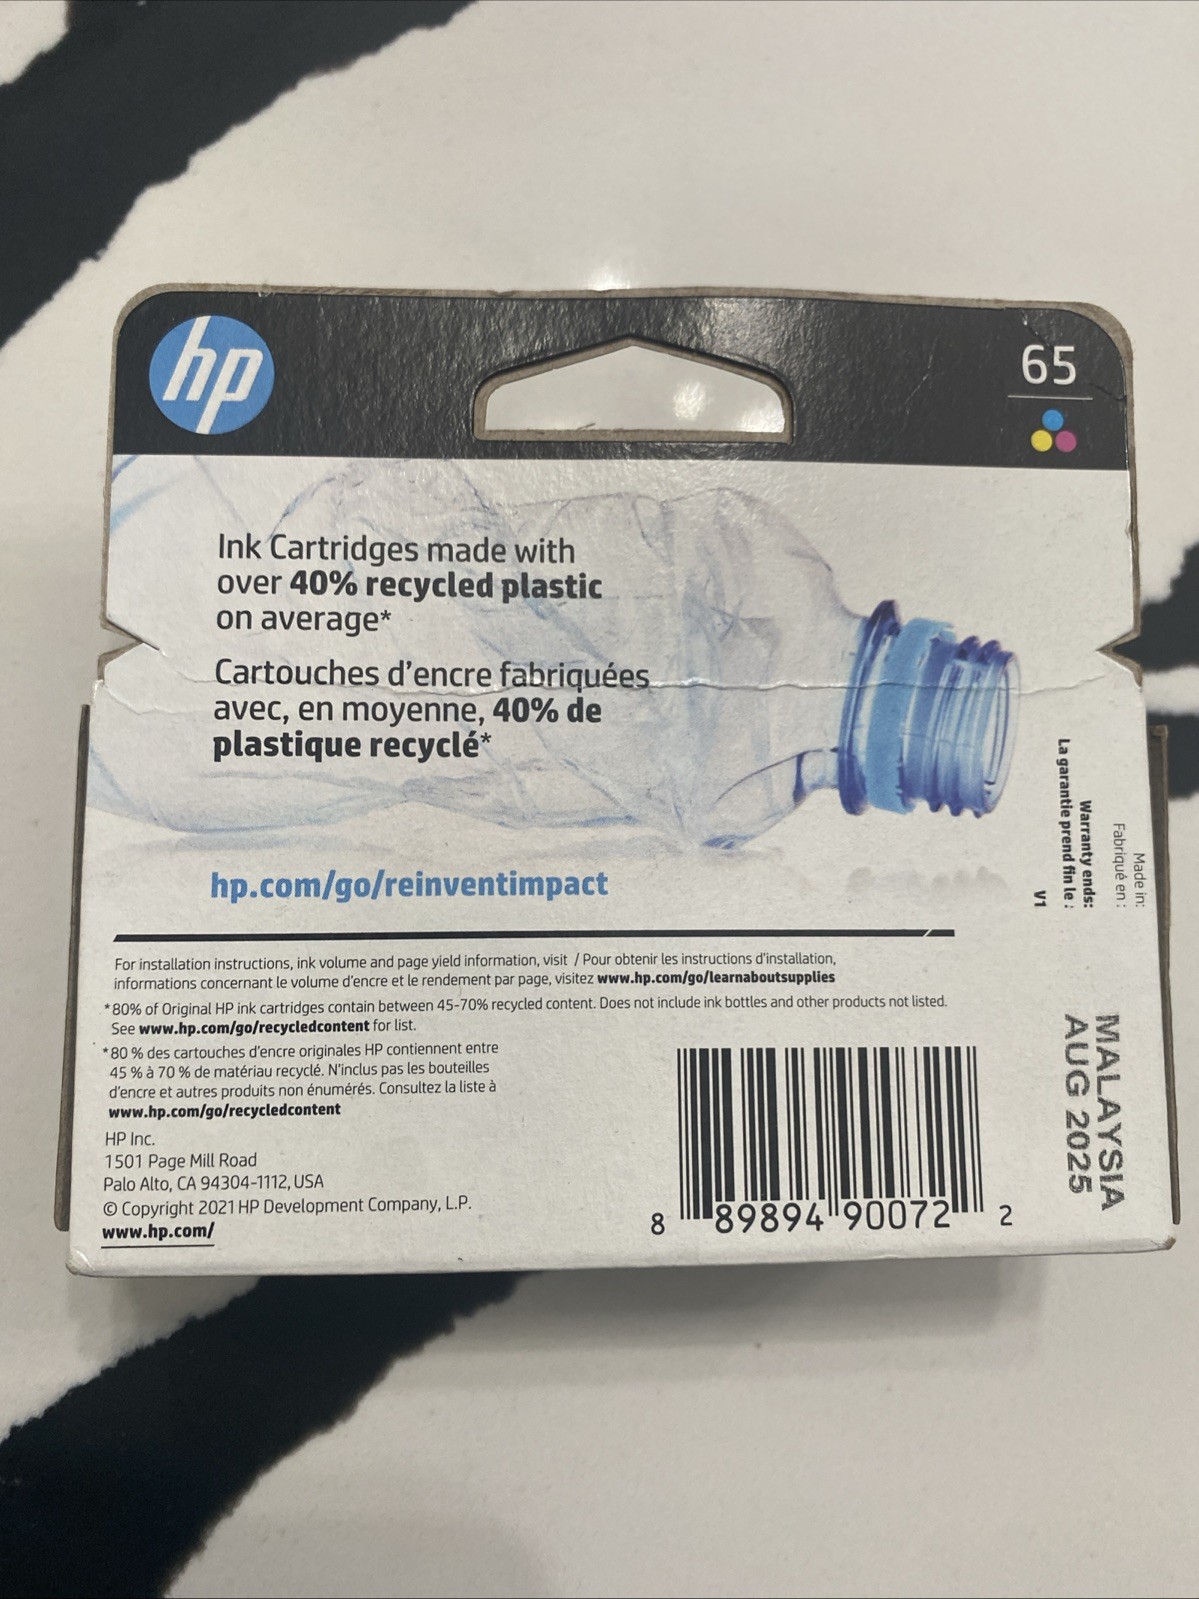 hp
65
Ink Cartridges made with
over 40% recycled plastic
on average*
Cartouches d'encre fabriquées
avec, en moyenne, 40% de
plastique recyclé*
hp.com/go/reinventimpact
For installation instructions, ink volume and page yield information, visit / Pour obtenir les instructions d'installation,
informations concernant le volume d'encre et le rendement par page, visitez www.hp.com/go/learnaboutsupplies
*80% of Original HP ink cartridges contain between 45-70% recycled content. Does not include ink bottles and other products not listed.
See www.hp.com/go/recycledcontent for list.
*80 % des cartouches d'encre originales HP contiennent entre
45 % à 70 % de matériau recyclé. N'inclus pas les bouteilles
d'encre et autres produits non énumérés. Consultez la liste à
www.hp.com/go/recycledcontent
HP Inc.
1501 Page Mill Road
Palo Alto, CA 94304-1112, USA
© Copyright 2021 HP Development Company, L.P.
www.hp.com/
8 89894 90072 2
Made in:
Fabriqué en :
Warranty ends:
La garantie prend fin le :
V1
MALAYSIA
AUG 2025